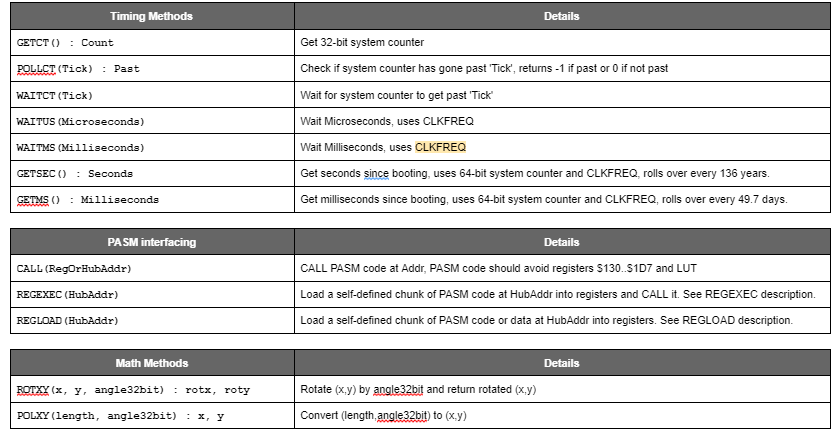 Timing Methods Details
GETCT() : Count Get 32-bit system counter
POLLCT(Tick) : Past Check if system counter has gone past 'Tick', returns -1 if past or 0 if not past
WAITCT(Tick) Wait for system counter to get past 'Tick'
WAITUS(Microseconds) Wait Microseconds, uses CLKFREQ
WAITMS(Milliseconds) Wait Milliseconds, uses CLKFREQ
GETSEC() : Seconds Get seconds since booting, uses 64-bit system counter and CLKFREQ, rolls over every 136 years.
GETMS() : Milliseconds Get milliseconds since booting, uses 64-bit system counter and CLKFREQ, rolls over every 49.7 days.
PASM interfacing Details
CALL(RegOrHubAddr) CALL PASM code at Addr, PASM code should avoid registers $130..$1D7 and LUT
REGEXEC(HubAddr) Load a self-defined chunk of PASM code at HubAddr into registers and CALL it. See REGEXEC description.
REGLOAD(HubAddr) Load a self-defined chunk of PASM code or data at HubAddr into registers. See REGLOAD description.
Math Methods Details
ROTXY(x, y, angle32bit) : rotx, roty Rotate (x,y) by angle32bit and return rotated (x,y)
POLXY(length, angle32bit) : x, y Convert (length,angle32bit) to (x,y)